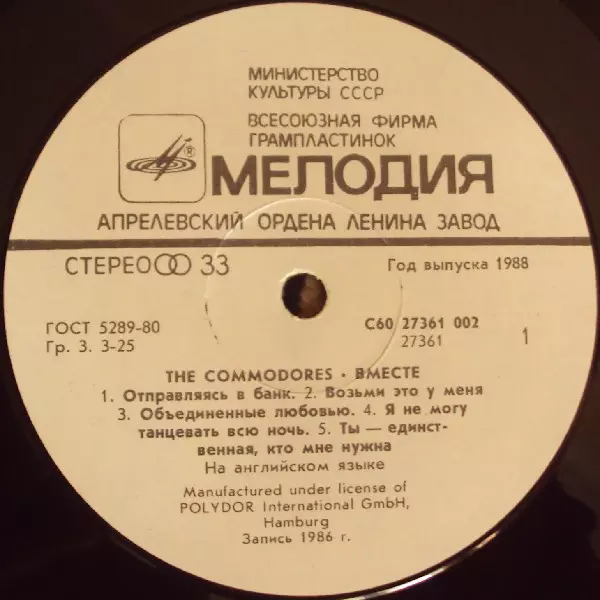 МИНИСТЕРСТВО
КУЛЬТУРЫ СССР
ВСЕСОЮЗНАЯ ФИРМА
ГРАМПЛАСТИНОК
®
МЕЛОДИЯ
АПРЕЛЕВСКИЙ ОРДЕНА ЛЕНИНА ЗАВОД
СТЕРЕО 33
Год выпуска 1988
ГОСТ 5289-80
Гр. 3. 3-25
С60 27361 002
27361
1
THE COMMODORES · ВМЕСТЕ
1. Отправляясь в банк. 2. Возьми это у меня
3. Объединенные любовью. 4. Я не могу
танцевать всю ночь. 5. Ты — единст-
венная, кто мне нужна
На английском языке
Manufactured under license of
POLYDOR International GmbH,
Hamburg
Запись 1986 г.